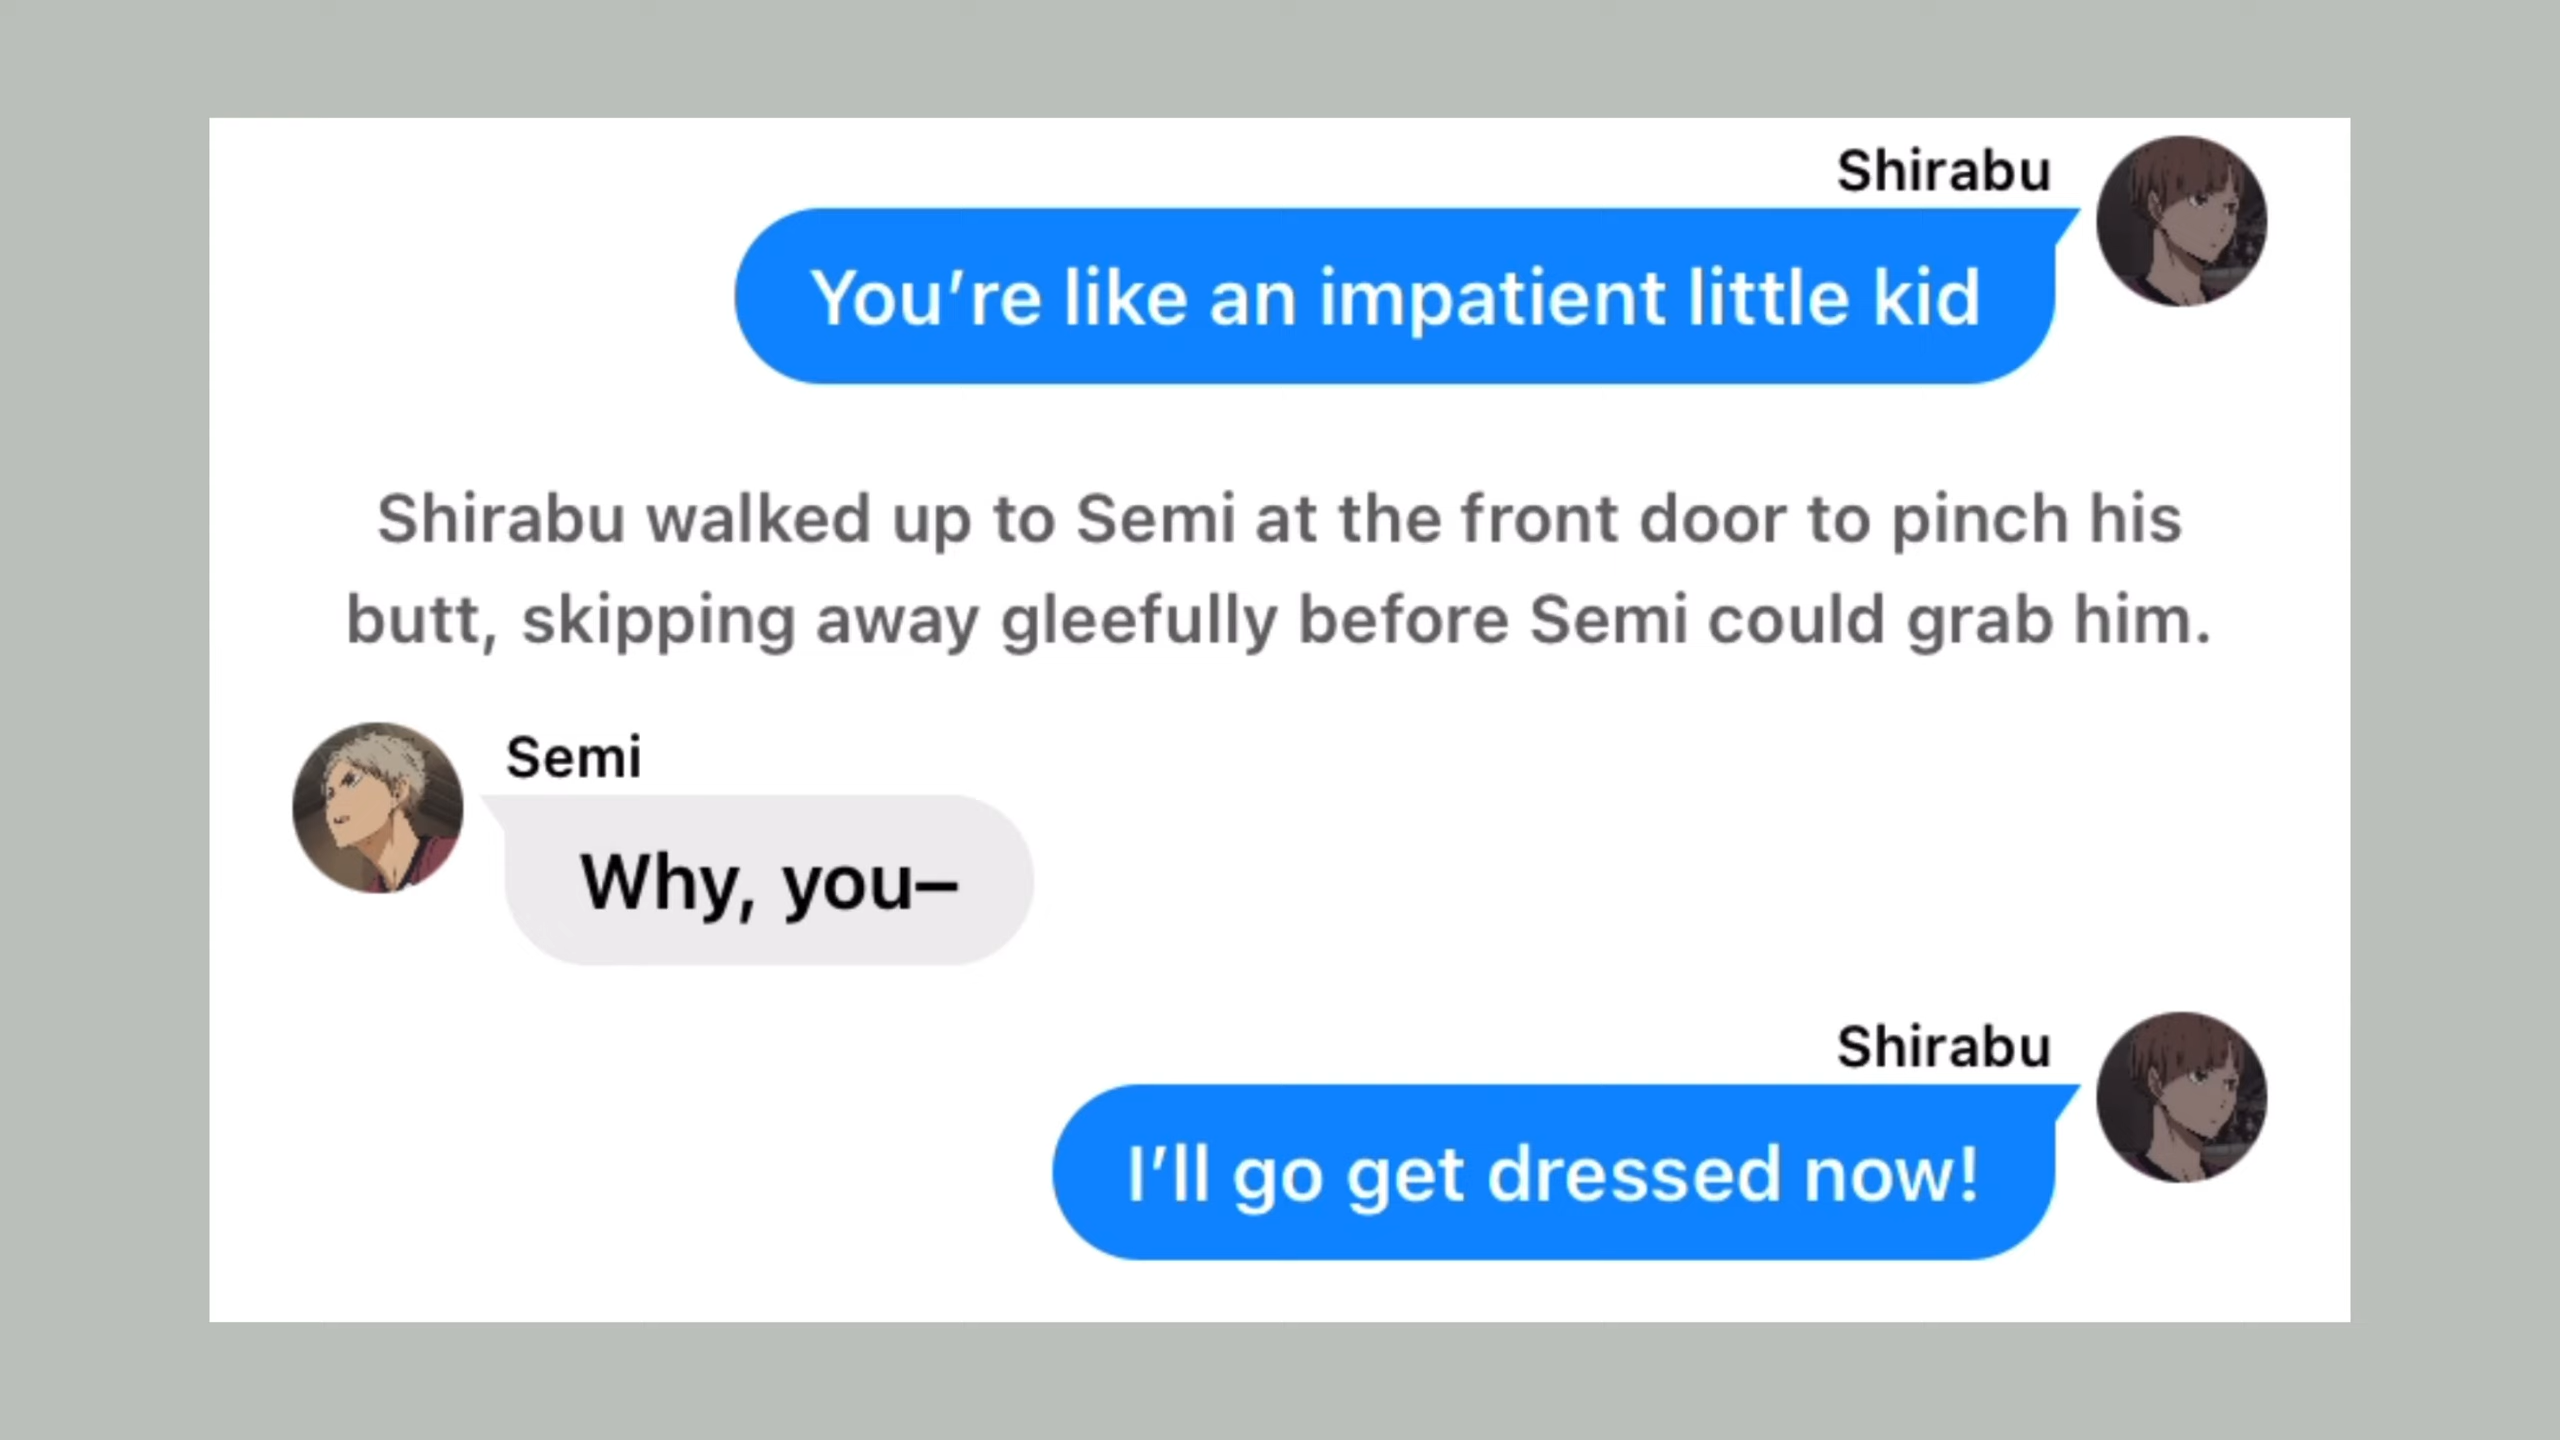 Shirabu
You’re like an impatient little kid
Shirabu walked up to Semi at the front door to pinch his
butt, skipping away gleefully before Semi could grab him.
Semi
Why, you–
Shirabu
I’ll go get dressed now!